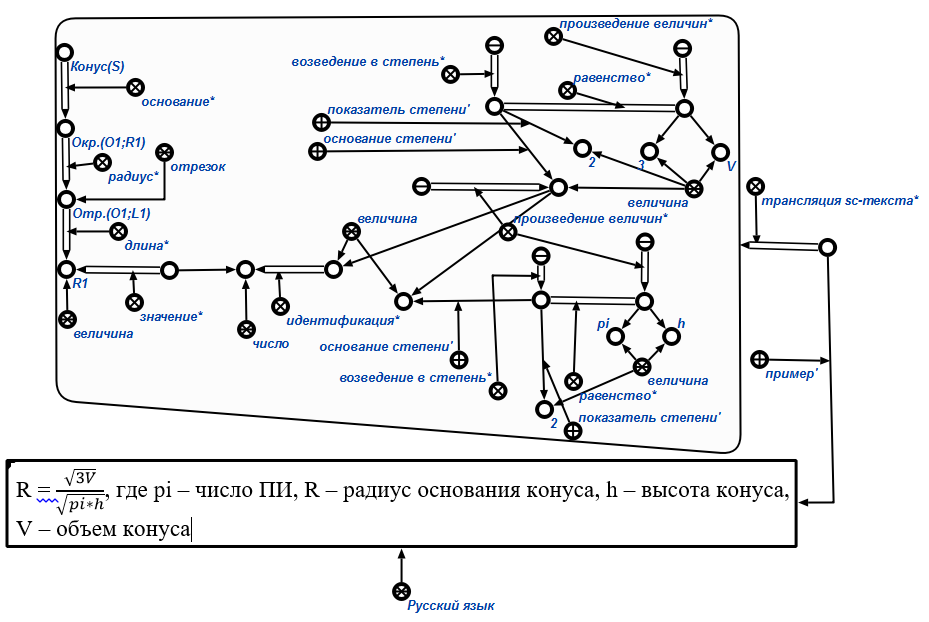 произведение величин*
возведение в степень*
Конус(S)
равенство*
основание*
показатель степени'
основание степени'
Окр.(O1;R1)
отрезок
радиус*
2
3
V
величина
трансляция sc-текста*
Отр.(O1;L1)
величина
произведение величин*
длина*
R1
значение*
идентификация*
величина
число
pi
h
основание степени'
возведение в степень*
величина
пример'
равенство*
2
показатель степени'
R = √3V / √pi*h, где pi – число ПИ, R – радиус основания конуса, h – высота конуса,
V – объем конуса
Русский язык